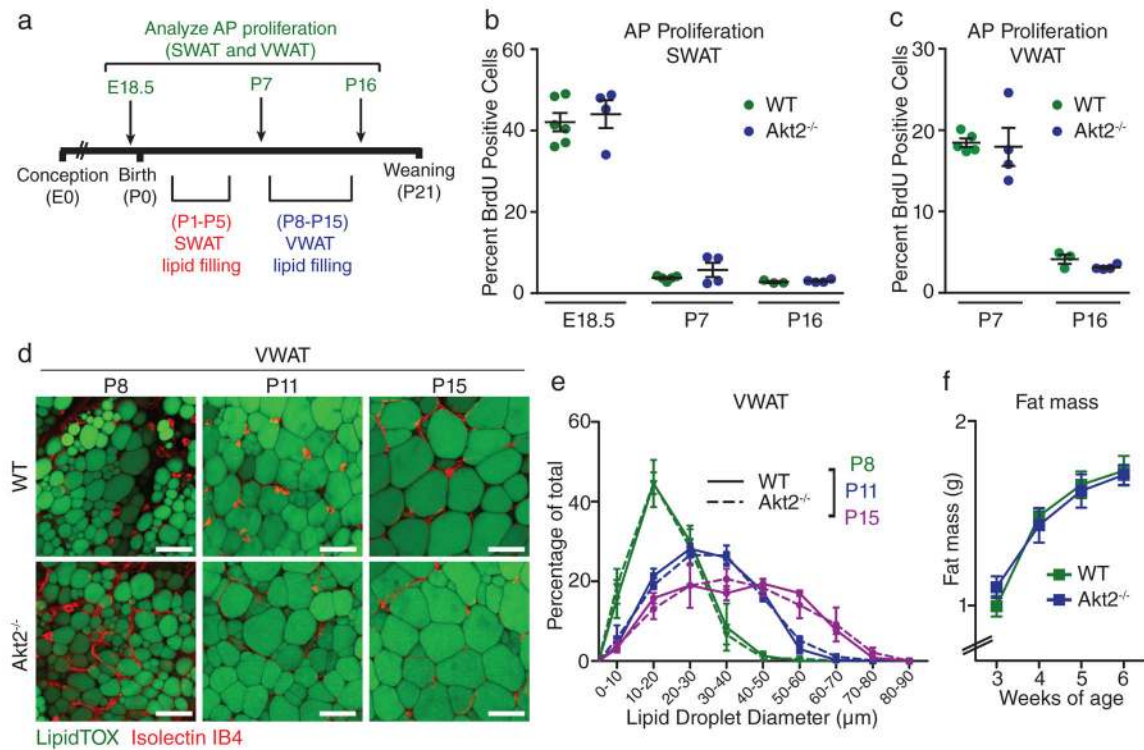 a
Analyze AP proliferation
(SWAT and VWAT)
E18.5 P7 P16
Conception
(E0)
Birth
(P0)
Weaning
(P21)
(P1-P5)
SWAT
lipid filling
(P8-P15)
VWAT
lipid filling
b
AP Proliferation
SWAT
Percent BrdU Positive Cells
60
40
20
0
WT
Akt2-/-
E18.5 P7 P16
c
AP Proliferation
VWAT
Percent BrdU Positive Cells
30
20
10
0
WT
Akt2-/-
P7 P16
d
VWAT
P8 P11 P15
WT
Akt2-/-
LipidTOX Isolectin IB4
e
VWAT
Percentage of total
60
40
20
0
WT
Akt2-/-
P8
P11
P15
0-10 10-20 20-30 30-40 40-50 50-60 60-70 70-80 80-90
Lipid Droplet Diameter (μm)
f
Fat mass
Fat mass (g)
2
1
WT
Akt2-/-
3 4 5 6
Weeks of age